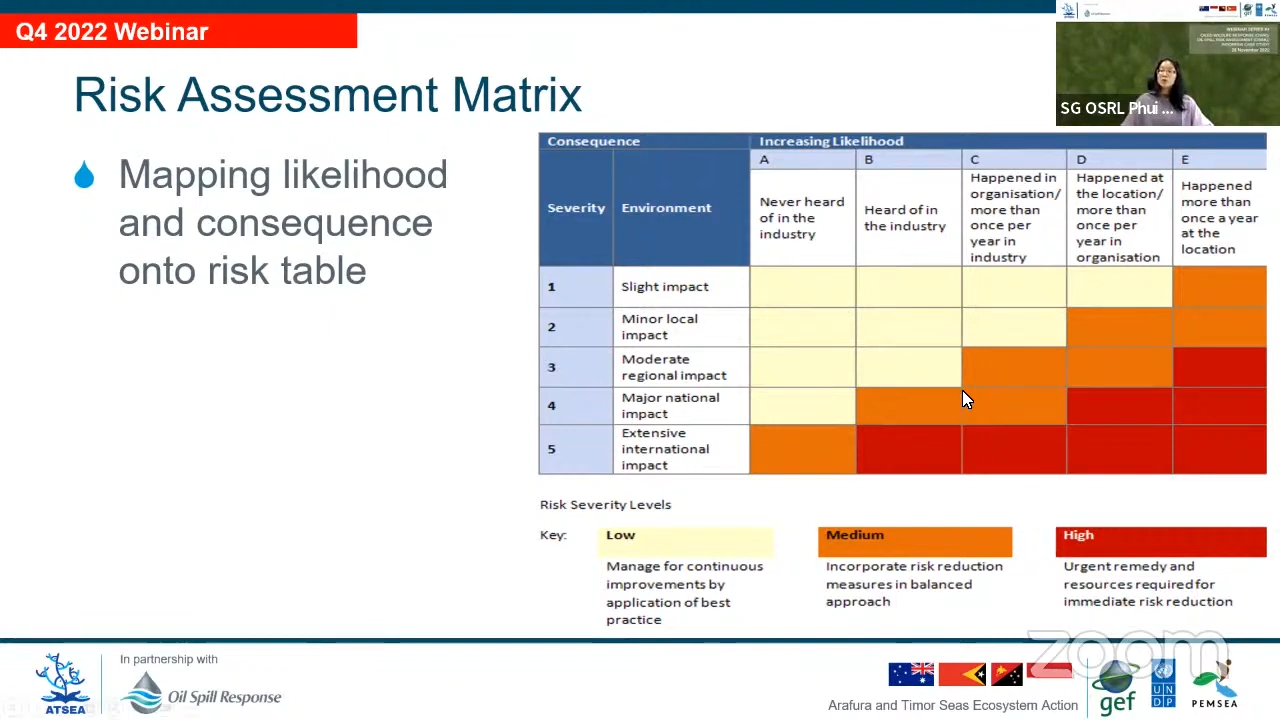 Q4 2022 Webinar
Risk Assessment Matrix
Mapping likelihood
and consequence
onto risk table
SG OSRL Phui ...
Consequence
Increasing Likelihood
Severity
Environment
A
B
C
D
E
Never heard
of in the
industry
Heard of in
the industry
Happened in
organisation/
more than
once per
year in
industry
Happened at
the location/
more than
once per
year in
organisation
Happened
more than
once a year
at the
location
1
Slight impact
2
Minor local
impact
3
Moderate
regional impact
4
Major national
impact
5
Extensive
international
impact
Risk Severity Levels
Key:
Low
Manage for continuous
improvements by
application of best
practice
Medium
Incorporate risk reduction
measures in balanced
approach
High
Urgent remedy and
resources required for
immediate risk reduction
zoom
ATSEA
In partnership with
Oil Spill Response
Arafura and Timor Seas Ecosystem Action
gef
U N
D P
PEMSEA